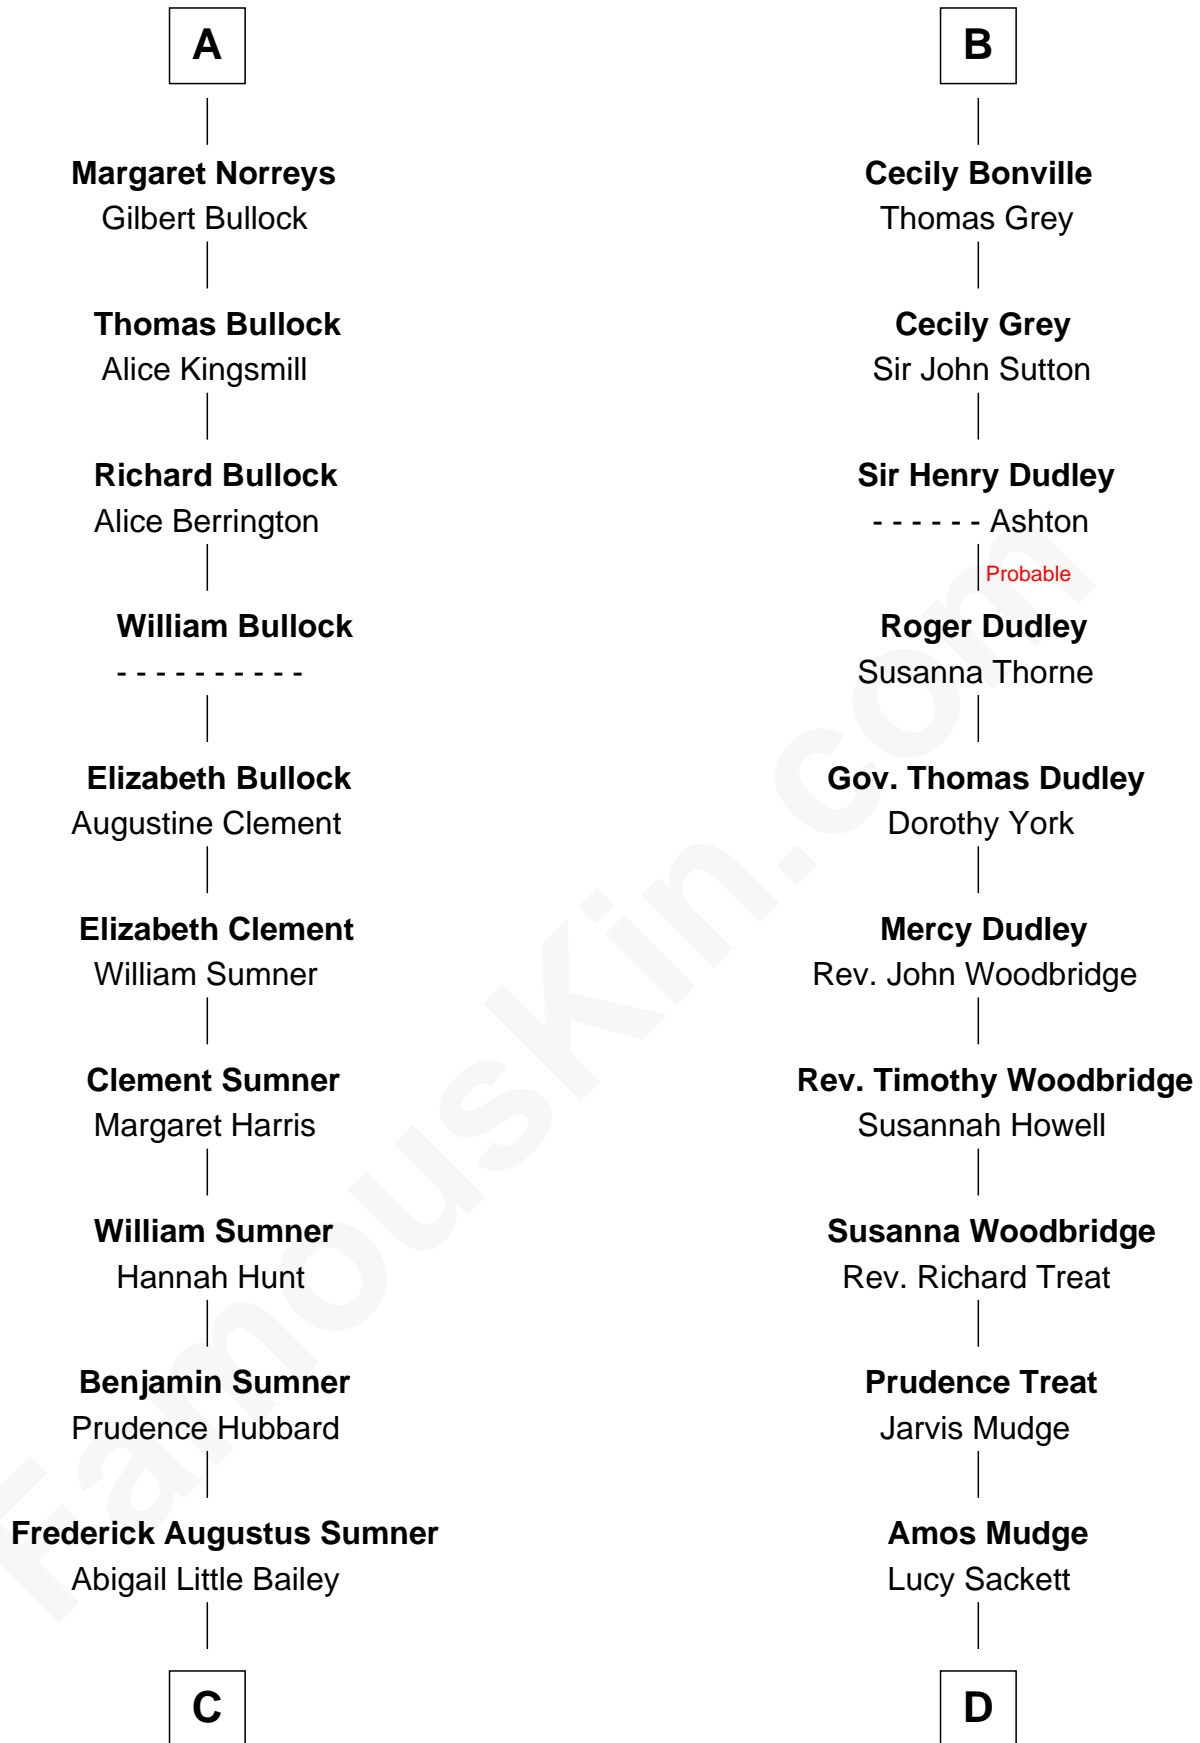 A
Margaret Norreys
Gilbert Bullock
Thomas Bullock
Alice Kingsmill
Richard Bullock
Alice Berrington
William Bullock
- - - - - - - - - -
Elizabeth Bullock
Augustine Clement
Elizabeth Clement
William Sumner
Clement Sumner
Margaret Harris
William Sumner
Hannah Hunt
Benjamin Sumner
Prudence Hubbard
Frederick Augustus Sumner
Abigail Little Bailey
C
B
Cecily Bonville
Thomas Grey
Cecily Grey
Sir John Sutton
Sir Henry Dudley
- - - - - - Ashton
Probable
Roger Dudley
Susanna Thorne
Gov. Thomas Dudley
Dorothy York
Mercy Dudley
Rev. John Woodbridge
Rev. Timothy Woodbridge
Susannah Howell
Susanna Woodbridge
Rev. Richard Treat
Prudence Treat
Jarvis Mudge
Amos Mudge
Lucy Sackett
D
FamousKin.com